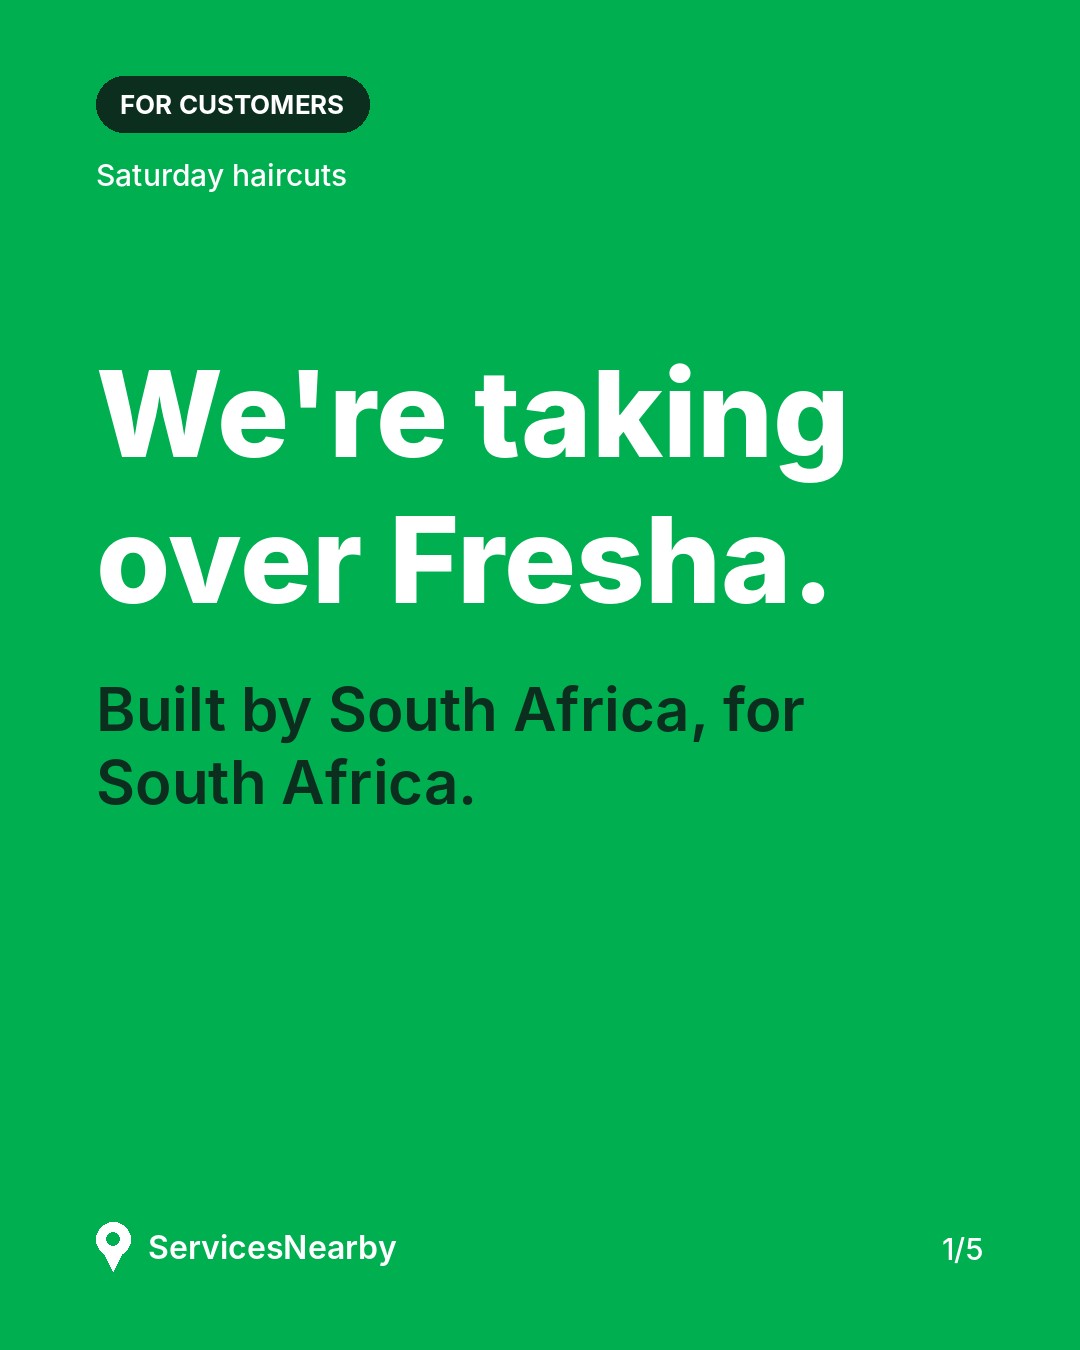 FOR CUSTOMERS
Saturday haircuts
We're taking
over Fresha.
Built by South Africa, for
South Africa.
ServicesNearby
1/5